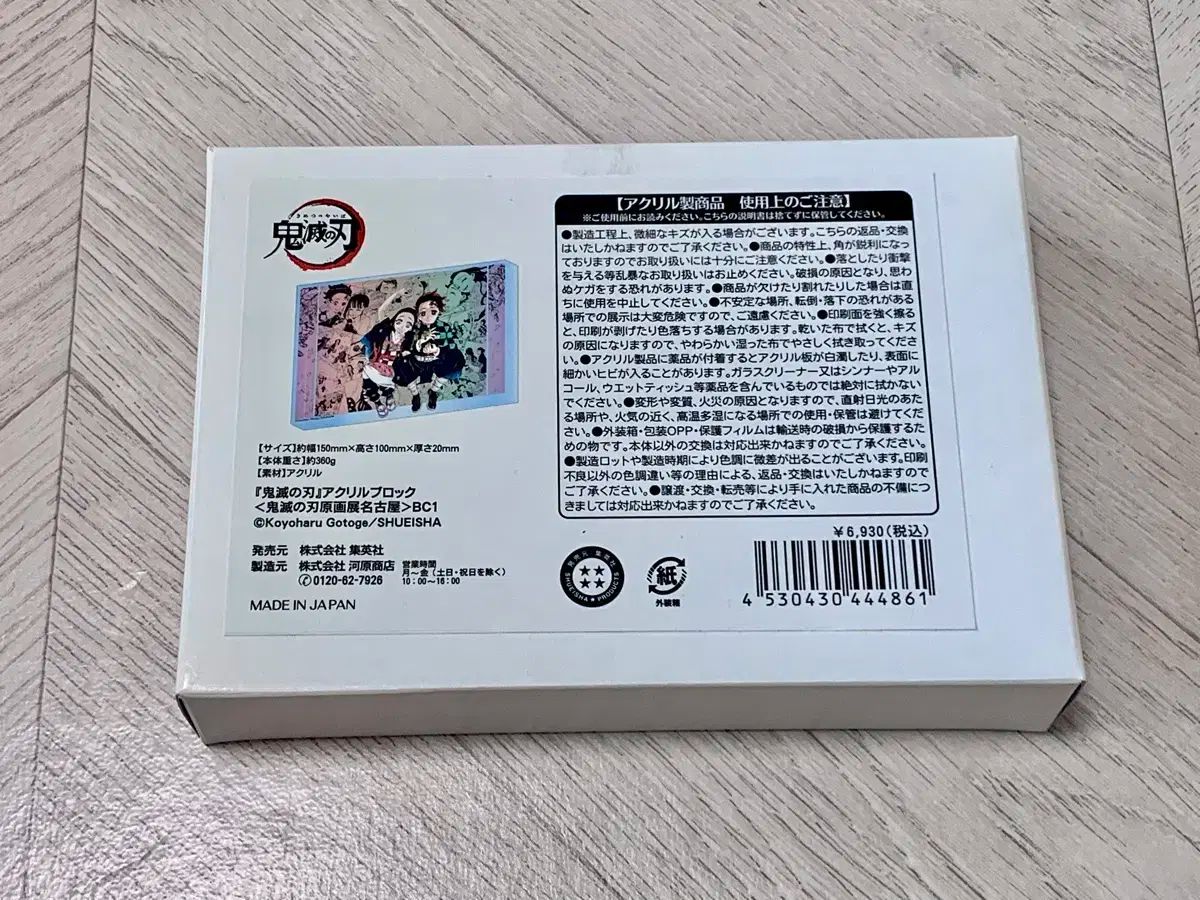 きめつのやいば
鬼滅の刃
【サイズ】約幅150mm×高さ100mm×厚さ20mm
【本体重さ】約360g
【素材】アクリル
『鬼滅の刃』アクリルブロック
<鬼滅の刃原画展名古屋>BC1
©Koyoharu Gotoge/SHUEISHA
発売元 株式会社 集英社
製造元 株式会社 河原商店 営業時間
月～金(土日・祝日を除く)
0120-62-7926 10:00～16:00
MADE IN JAPAN
【アクリル製商品 使用上のご注意】
※ご使用前にお読みください。こちらの説明書は捨てずに保管してください。
●製造工程上、微細なキズが入る場合がございます。こちらの返品・交換
はいたしかねますのでご了承ください。●商品の特性上、角が鋭利になっ
ておりますのでお取り扱いには十分にご注意ください。●落としたり衝撃
を与える等乱暴なお取り扱いはお止めください。破損の原因となり、思わ
ぬケガをする恐れがあります。●商品が欠けたり割れたりした場合は直
ちに使用を中止してください。●不安定な場所、転倒・落下の恐れがある
場所での展示は大変危険ですので、ご遠慮ください。●印刷面を強く擦る
と、印刷が剥げたり色落ちする場合があります。乾いた布で拭くと、キズ
の原因になりますので、やわらかい湿った布でやさしく拭き取ってくださ
い。●アクリル製品に薬品が付着するとアクリル板が白濁したり、表面に
細かいヒビが入ることがあります。ガラスクリーナー又はシンナーやアル
コール、ウエットティッシュ等薬品を含んでいるものでは絶対に拭かない
でください。●変形や変質、火災の原因となりますので、直射日光のあた
る場所や、火気の近く、高温多湿になる場所での使用・保管は避けてくだ
さい。●外装箱・包装OPP・保護フィルムは輸送時の破損から保護するた
めの物です。本体以外の交換は対応出来かねますのでご了承ください。
●製造ロットや製造時期により色調に微差が出ることがございます。印刷
不良以外の色調違い等の理由による、返品・交換はいたしかねますので
ご了承ください。●譲渡・交換・転売等により手に入れた商品の不備につ
きましては対応出来かねますのでご了承ください。
¥6,930(税込)
発売元 集英社
SHUEISHA PRODUCTS
紙
外装箱
4 530430 444861